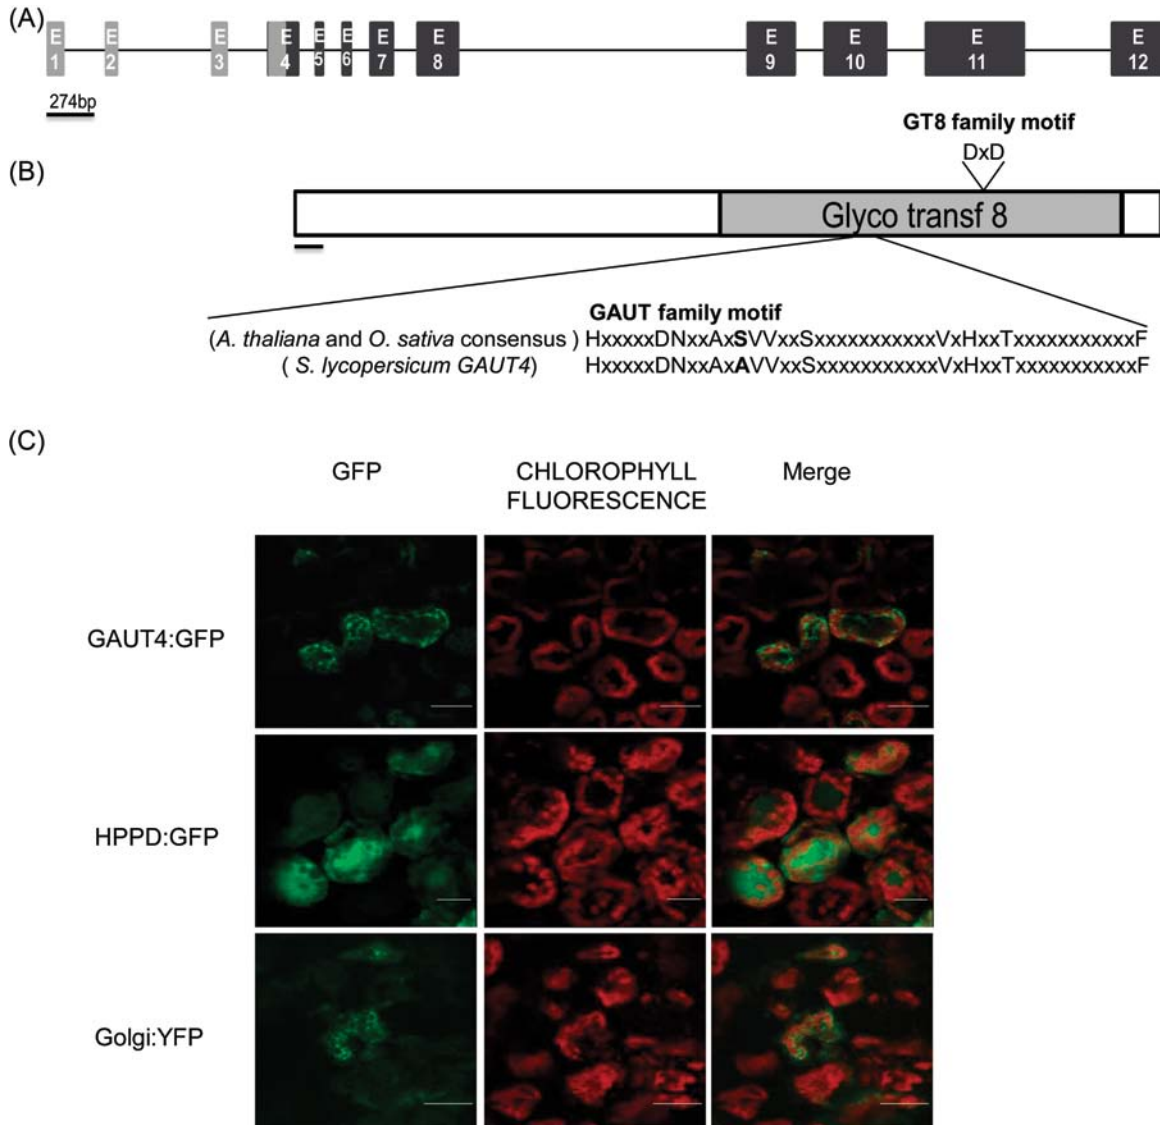 (A)
E E E E E E E E E E E E
1 2 3 4 5 6 7 8 9 10 11 12
274bp
GT8 family motif
DxD
(B)
Glyco transf 8
GAUT family motif
(A. thaliana and O. sativa consensus ) HxxxxxDNxxAxSVVxxSxxxxxxxxxxxVxHxxTxxxxxxxxxxxF
( S. lycopersicum GAUT4) HxxxxxDNxxAxAVVxxSxxxxxxxxxxxVxHxxTxxxxxxxxxxxF
(C)
GFP CHLOROPHYLL FLUORESCENCE Merge
GAUT4:GFP
HPPD:GFP
Golgi:YFP